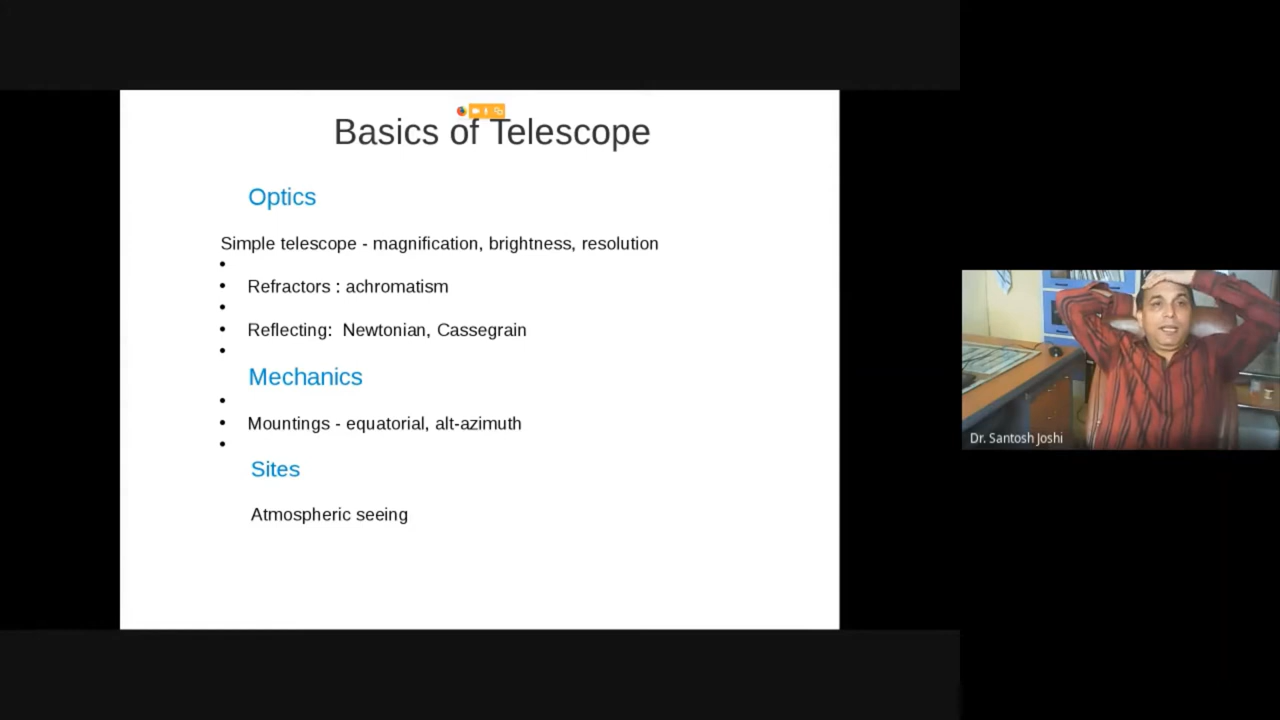 Basics of Telescope
Optics
Simple telescope - magnification, brightness, resolution
Refractors : achromatism
Reflecting:  Newtonian, Cassegrain
Mechanics
Mountings - equatorial, alt-azimuth
Sites
Atmospheric seeing
Dr. Santosh Joshi